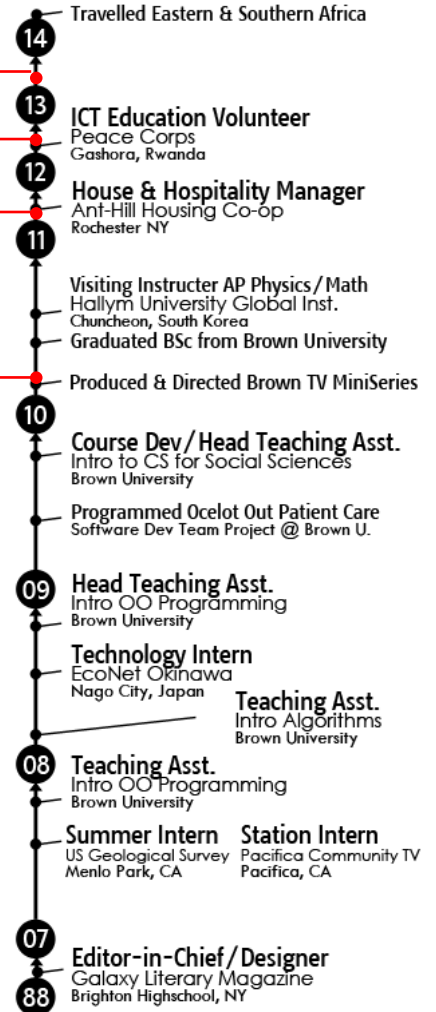 Travelled Eastern & Southern Africa
14
13
ICT Education Volunteer
Peace Corps
Gashora, Rwanda
12
House & Hospitality Manager
Ant-Hill Housing Co-op
Rochester NY
11
Visiting Instructer AP Physics/Math
Hallym University Global Inst.
Chuncheon, South Korea
Graduated BSc from Brown University
Produced & Directed Brown TV MiniSeries
10
Course Dev/Head Teaching Asst.
Intro to CS for Social Sciences
Brown University
Programmed Ocelot Out Patient Care
Software Dev Team Project @ Brown U.
09
Head Teaching Asst.
Intro OO Programming
Brown University
Technology Intern
EcoNet Okinawa
Nago City, Japan
Teaching Asst.
Intro Algorithms
Brown University
08
Teaching Asst.
Intro OO Programming
Brown University
Summer Intern
US Geological Survey
Menlo Park, CA
Station Intern
Pacifica Community TV
Pacifica, CA
07
Editor-in-Chief/Designer
Galaxy Literary Magazine
Brighton Highschool, NY
88